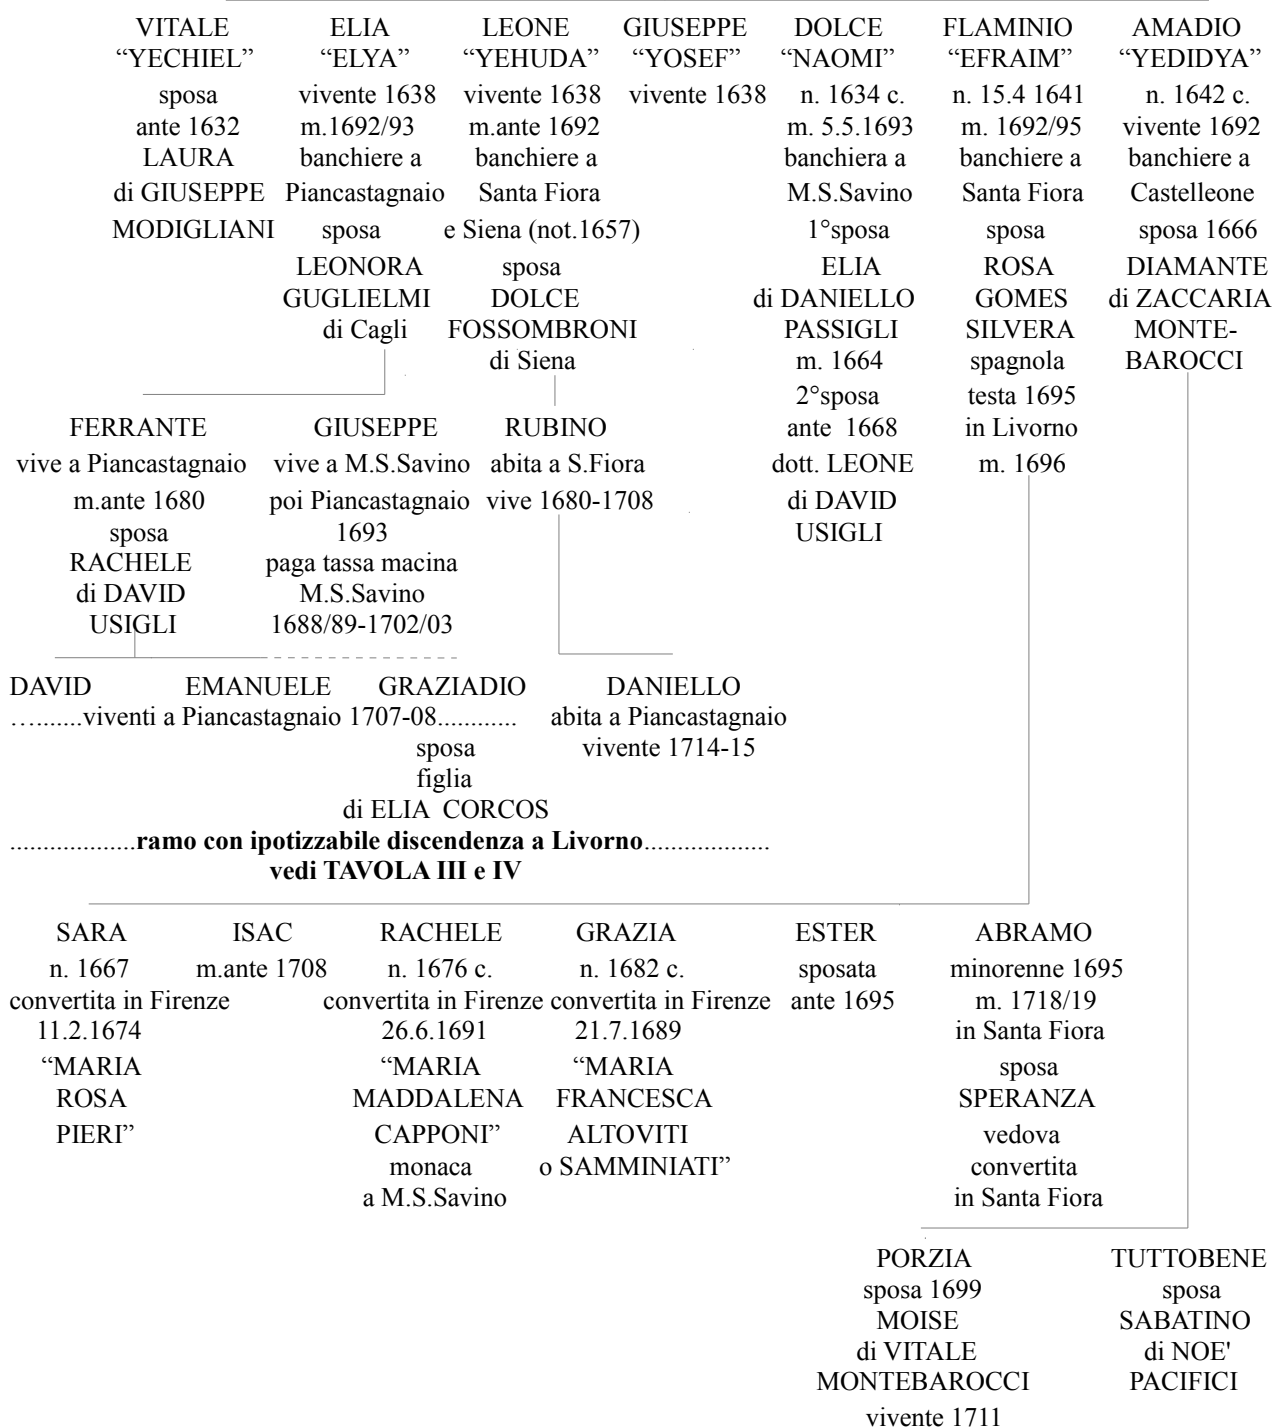 VITALE
“YECHIEL”
sposa
ante 1632
LAURA
di GIUSEPPE
MODIGLIANI
ELIA
“ELYA”
vivente 1638
m.1692/93
banchiere a
Piancastagnaio
sposa
LEONORA
GUGLIELMI
di Cagli
LEONE
“YEHUDA”
vivente 1638
m.ante 1692
banchiere a
Santa Fiora
e Siena (not.1657)
sposa
DOLCE
FOSSOMBRONI
di Siena
GIUSEPPE
“YOSEF”
vivente 1638
DOLCE
“NAOMI”
n. 1634 c.
m. 5.5.1693
banchiera a
M.S.Savino
1°sposa
ELIA
di DANIELLO
PASSIGLI
m. 1664
2°sposa
ante 1668
dott. LEONE
di DAVID
USIGLI
FLAMINIO
“EFRAIM”
n. 15.4 1641
m. 1692/95
banchiere a
Santa Fiora
sposa
ROSA
GOMES
SILVERA
spagnola
testa 1695
in Livorno
m. 1696
AMADIO
“YEDIDYA”
n. 1642 c.
vivente 1692
banchiere a
Castelleone
sposa 1666
DIAMANTE
di ZACCARIA
MONTE-
BAROCCI
FERRANTE
vive a Piancastagnaio
m.ante 1680
sposa
RACHELE
di DAVID
USIGLI
GIUSEPPE
vive a M.S.Savino
poi Piancastagnaio
1693
paga tassa macina
M.S.Savino
1688/89-1702/03
RUBINO
abita a S.Fiora
vive 1680-1708
DAVID EMANUELE GRAZIADIO
….......viventi a Piancastagnaio 1707-08............
sposa
figlia
di ELIA CORCOS
DANIELLO
abita a Piancastagnaio
vivente 1714-15
...................ramo con ipotizzabile discendenza a Livorno...................
vedi TAVOLA III e IV
SARA
n. 1667
convertita in Firenze
11.2.1674
“MARIA
ROSA
PIERI”
ISAC
m.ante 1708
RACHELE
n. 1676 c.
convertita in Firenze
26.6.1691
“MARIA
MADDALENA
CAPPONI”
monaca
a M.S.Savino
GRAZIA
n. 1682 c.
convertita in Firenze
21.7.1689
“MARIA
FRANCESCA
ALTOVITI
o SAMMINIATI”
ESTER
sposata
ante 1695
ABRAMO
minorenne 1695
m. 1718/19
in Santa Fiora
sposa
SPERANZA
vedova
convertita
in Santa Fiora
PORZIA
sposa 1699
MOISE
di VITALE
MONTEBAROCCI
vivente 1711
TUTTOBENE
sposa
SABATINO
di NOE'
PACIFICI